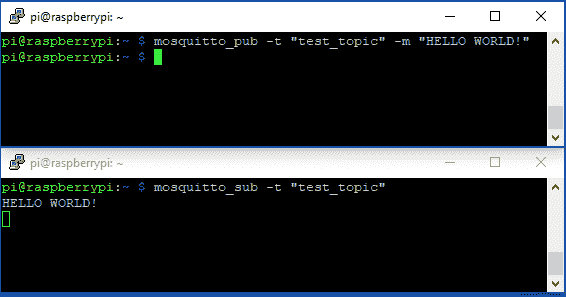 pi@raspberrypi: ~
pi@raspberrypi:~ $ mosquitto_pub -t "test_topic" -m "HELLO WORLD!"
pi@raspberrypi:~ $
pi@raspberrypi: ~
pi@raspberrypi:~ $ mosquitto_sub -t "test_topic"
HELLO WORLD!